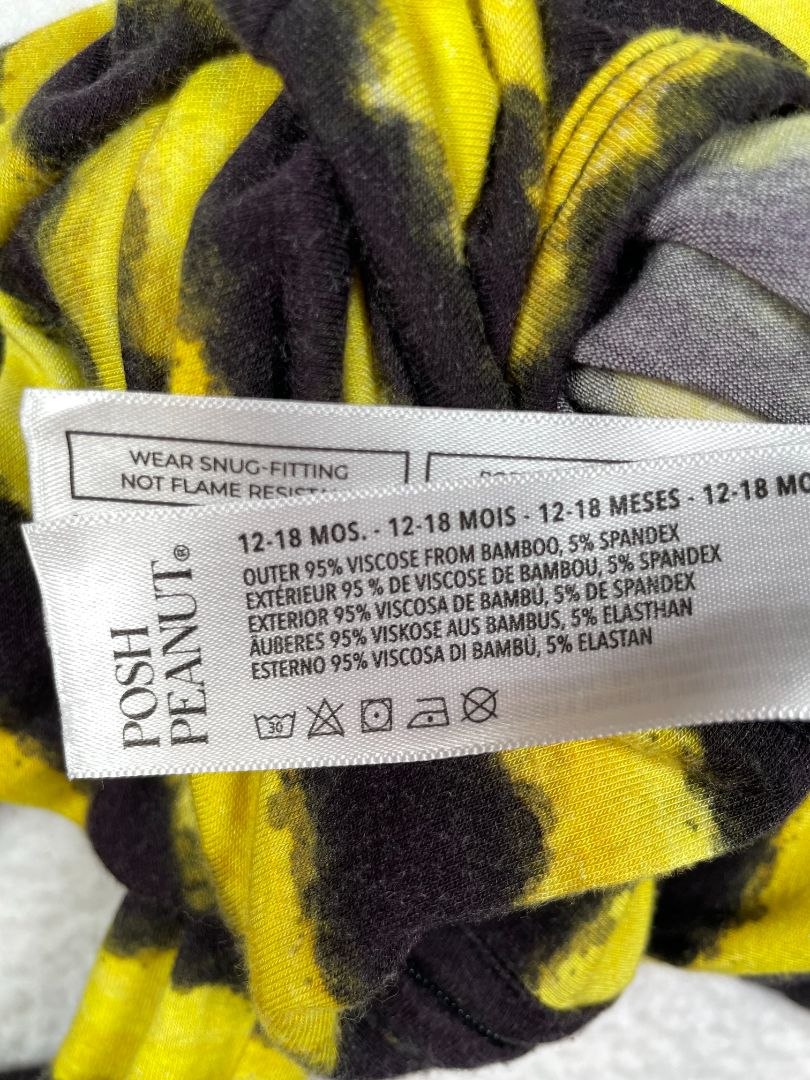 WEAR SNUG-FITTING
NOT FLAME
POSH
PEANUT®
12-18 MOS. - 12-18 MOIS - 12-18 MESES - 12-18 MO
OUTER 95% VISCOSE FROM BAMBOO, 5% SPANDEX
EXTÉRIEUR 95 % DE VISCOSE DE BAMBOU, 5% SPANDEX
EXTERIOR 95% VISCOSA DE BAMBÚ, 5% DE SPANDEX
ÄUBERES 95% VISKOSE AUS BAMBUS, 5% ELASTHAN
ESTERNO 95% VISCOSA DI BAMBÙ, 5% ELASTAN
30